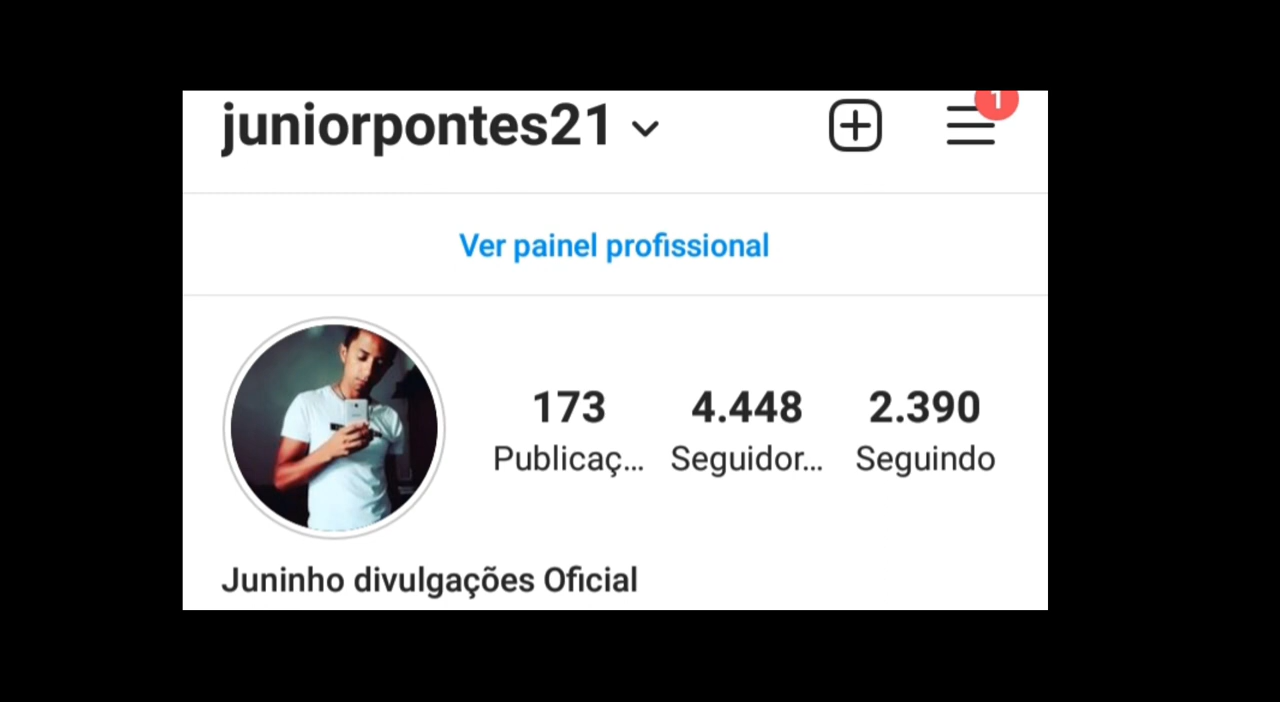 juniorpontes21
1
Ver painel profissional
173 4.448 2.390
Publicaç... Seguidor... Seguindo
Juninho divulgações Oficial